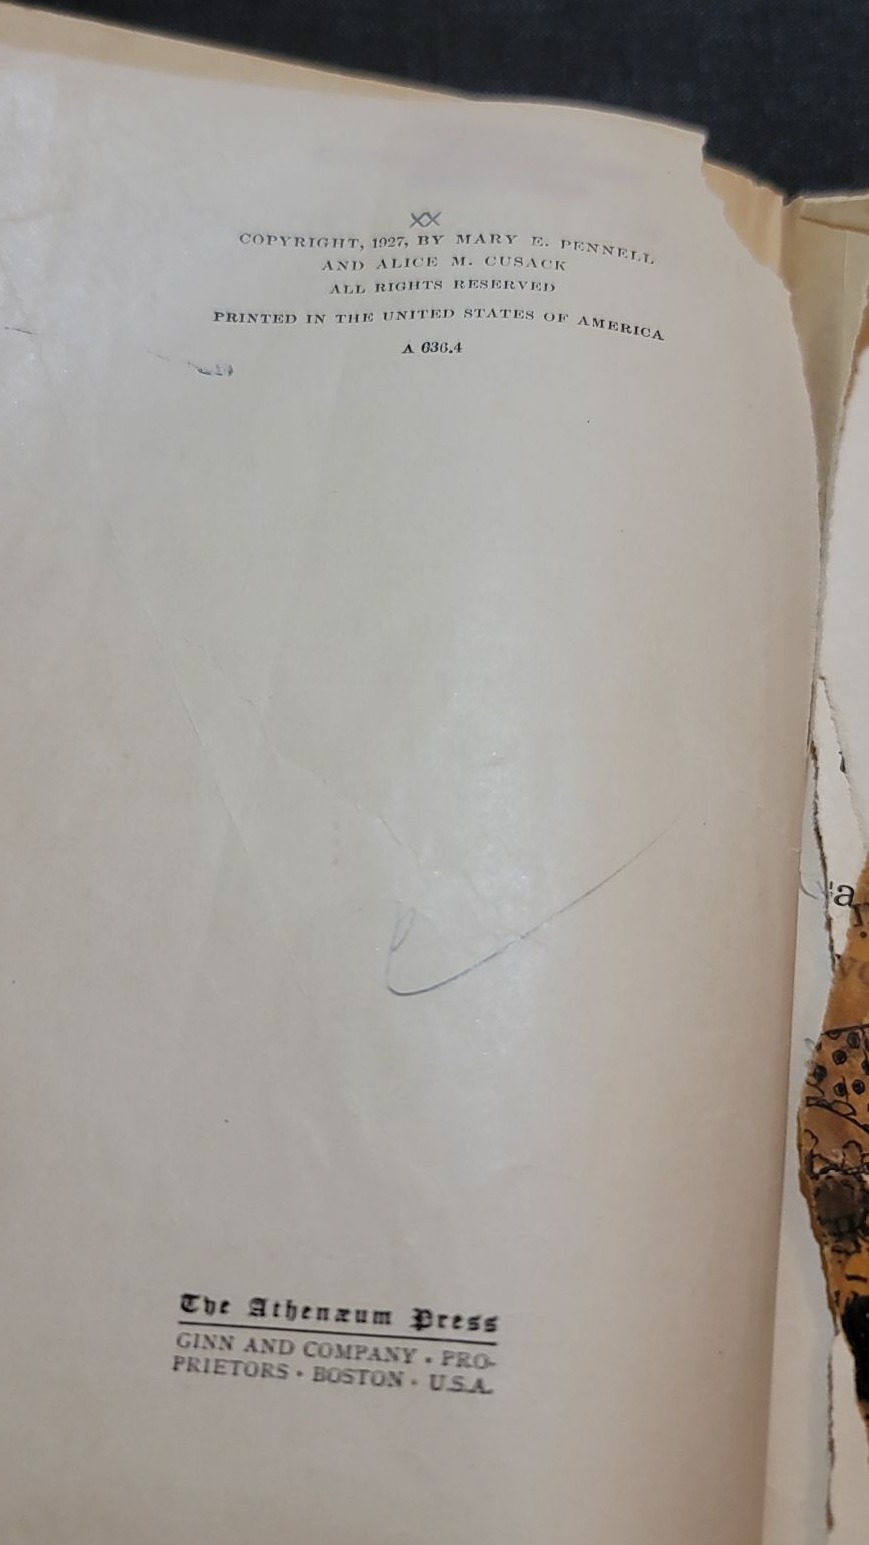 XX
COPYRIGHT, 1927, BY MARY E. PENNELL
AND ALICE M. CUSACK
ALL RIGHTS RESERVED
PRINTED IN THE UNITED STATES OF AMERICA
A 636.4
The Athenæum Press
GINN AND COMPANY · PRO-
PRIETORS · BOSTON · U.S.A.
a